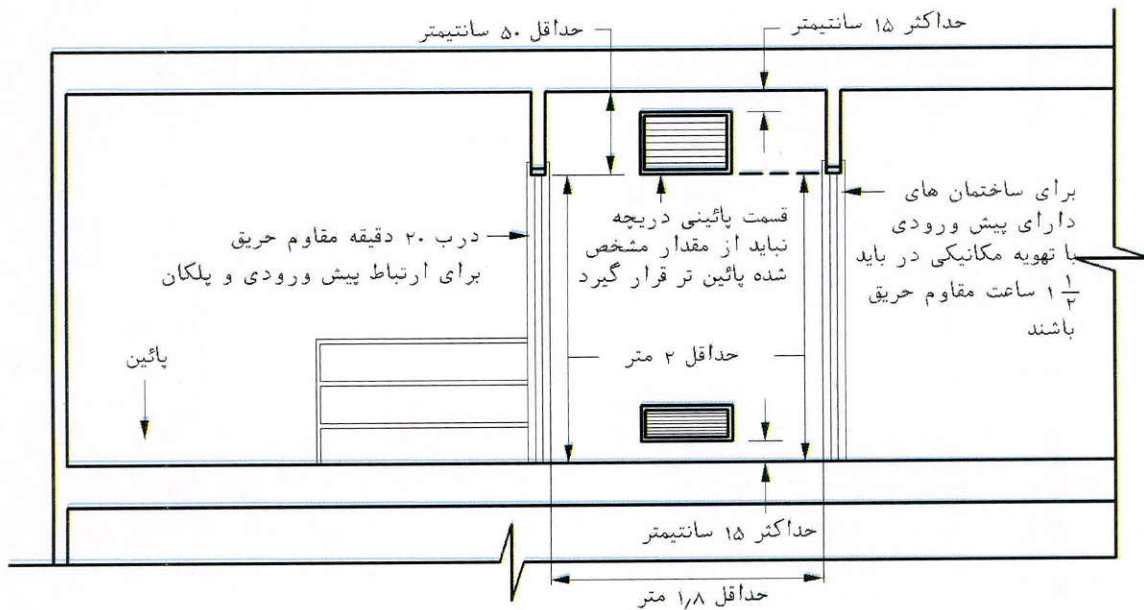 حداکثر ۱۵ سانتیمتر
حداقل ۵۰ سانتیمتر
برای ساختمان های
دارای پیش ورودی
با تهویه مکانیکی در باید
۱ ۱/۲ ساعت مقاوم حریق
باشند
قسمت پائینی دریچه
نباید از مقدار مشخص
شده پائین تر قرار گیرد
درب ۲۰ دقیقه مقاوم حریق
برای ارتباط پیش ورودی و پلکان
حداقل ۲ متر
پائین
حداکثر ۱۵ سانتیمتر
حداقل ۱٫۸ متر